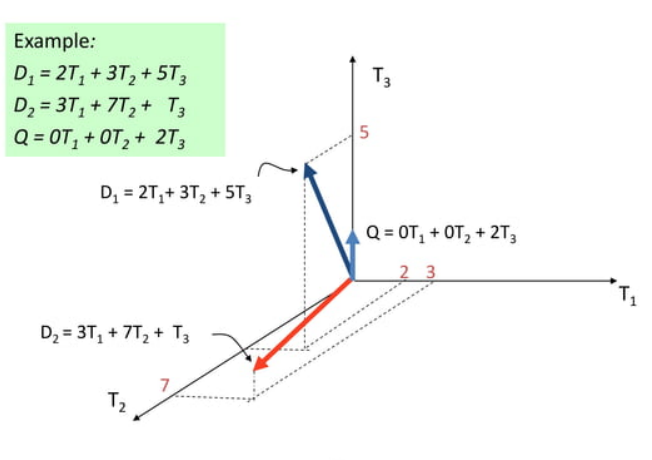 Example:
D₁ = 2T₁ + 3T₂ + 5T₃
D₂ = 3T₁ + 7T₂ + T₃
Q = 0T₁ + 0T₂ + 2T₃
T₃
5
D₁ = 2T₁+ 3T₂ + 5T₃
Q = 0T₁ + 0T₂ + 2T₃
2 3
T₁
D₂ = 3T₁ + 7T₂ + T₃
7
T₂